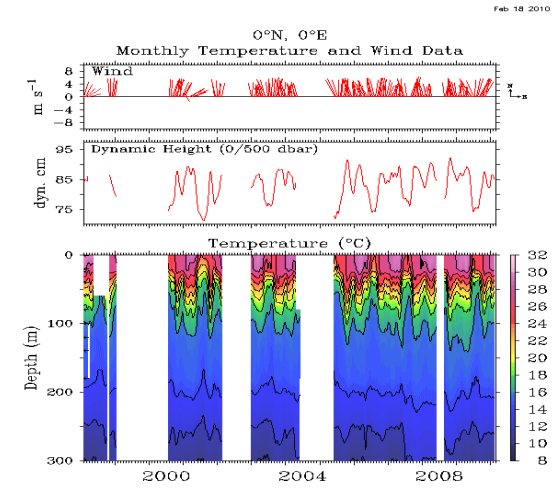 Feb 18 2010
0°N, 0°E
Monthly Temperature and Wind Data
Wind
m s⁻¹
8
4
0
−4
−8
N
E
Dynamic Height (0/500 dbar)
dyn. cm
95
85
75
Temperature (°C)
Depth (m)
0
100
200
300
2000
2004
2008
32
30
28
26
24
22
20
18
16
14
12
10
8